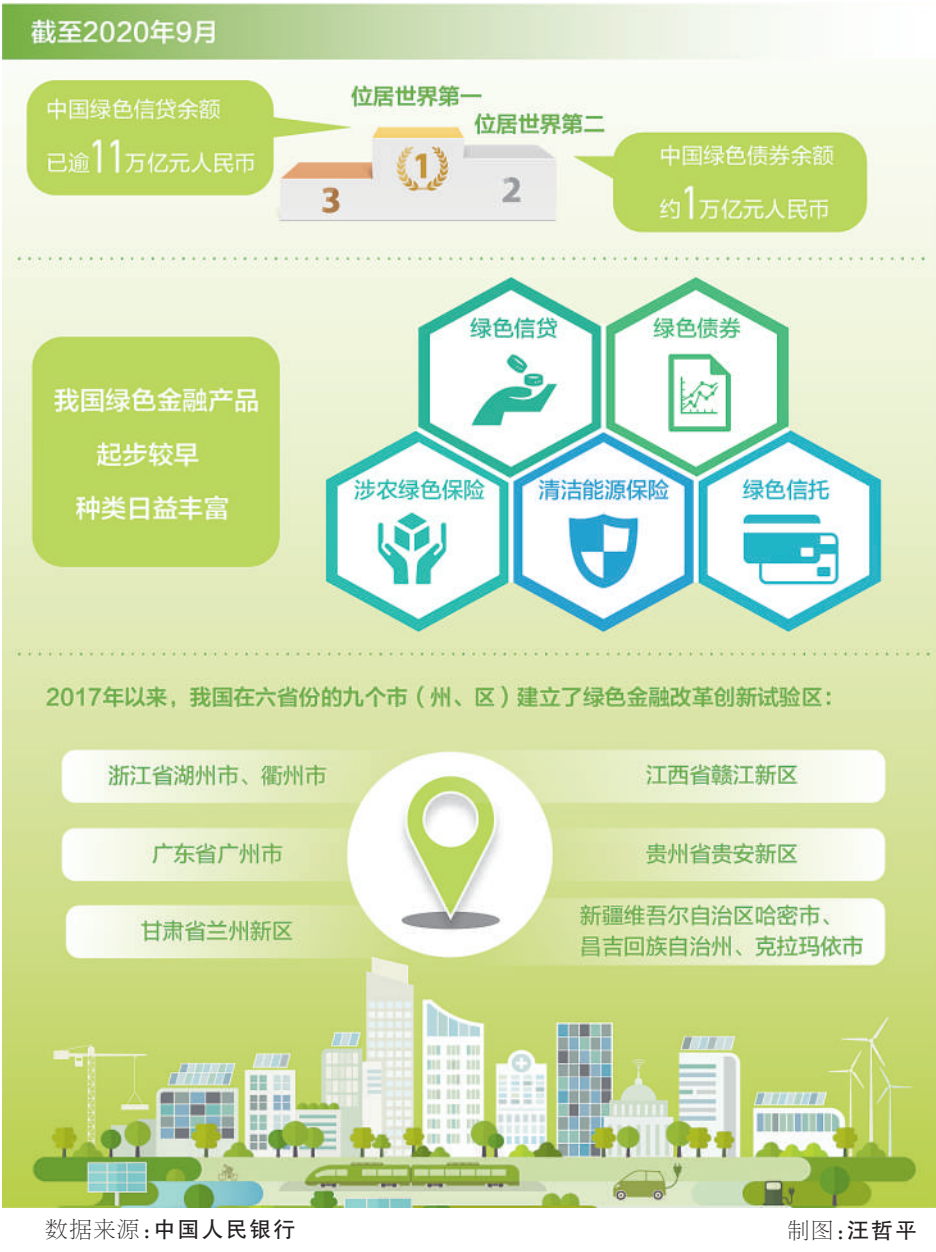 截至2020年9月
位居世界第一
中国绿色信贷余额
已逾11万亿元人民币
位居世界第二
中国绿色债券余额
约1万亿元人民币
1
2
3
我国绿色金融产品
起步较早
种类日益丰富
绿色信贷
绿色债券
涉农绿色保险
清洁能源保险
绿色信托
2017年以来，我国在六省份的九个市（州、区）建立了绿色金融改革创新试验区：
浙江省湖州市、衢州市
江西省赣江新区
广东省广州市
贵州省贵安新区
甘肃省兰州新区
新疆维吾尔自治区哈密市、
昌吉回族自治州、克拉玛依市
数据来源：中国人民银行
制图：汪哲平